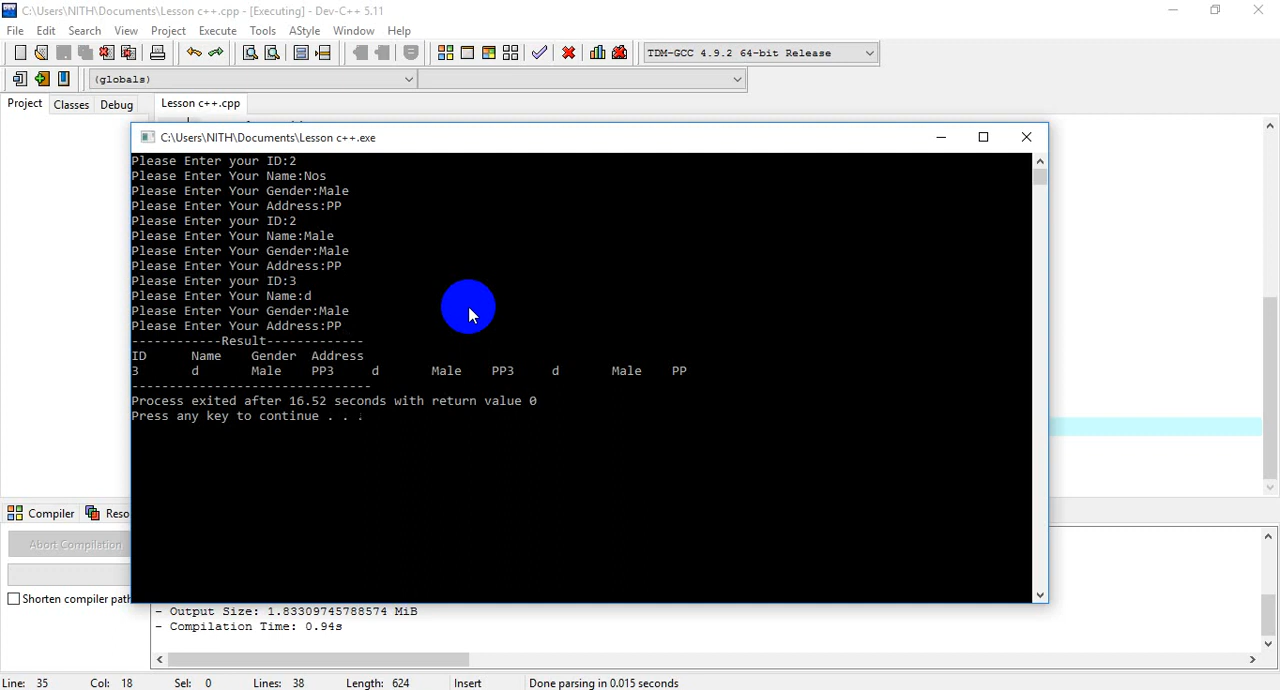 C:\Users\NITH\Documents\Lesson c++.cpp - [Executing] - Dev-C++ 5.11
File Edit Search View Project Execute Tools AStyle Window Help
TDM-GCC 4.9.2 64-bit Release
(globals)
Project Classes Debug Lesson c++.cpp
C:\Users\NITH\Documents\Lesson c++.exe
Please Enter your ID:2
Please Enter Your Name:Nos
Please Enter Your Gender:Male
Please Enter Your Address:PP
Please Enter your ID:2
Please Enter Your Name:Male
Please Enter Your Gender:Male
Please Enter Your Address:PP
Please Enter your ID:3
Please Enter Your Name:d
Please Enter Your Gender:Male
Please Enter Your Address:PP
------------Result-------------
ID Name Gender Address
3 d Male PP3 d Male PP3 d Male PP
--------------------------------
Process exited after 16.52 seconds with return value 0
Press any key to continue . . .
Compiler Reso
Abort Compilation
Shorten compiler path
- Output Size: 1.83309745788574 MiB
- Compilation Time: 0.94s
Line: 35 Col: 18 Sel: 0 Lines: 38 Length: 624 Insert Done parsing in 0.015 seconds